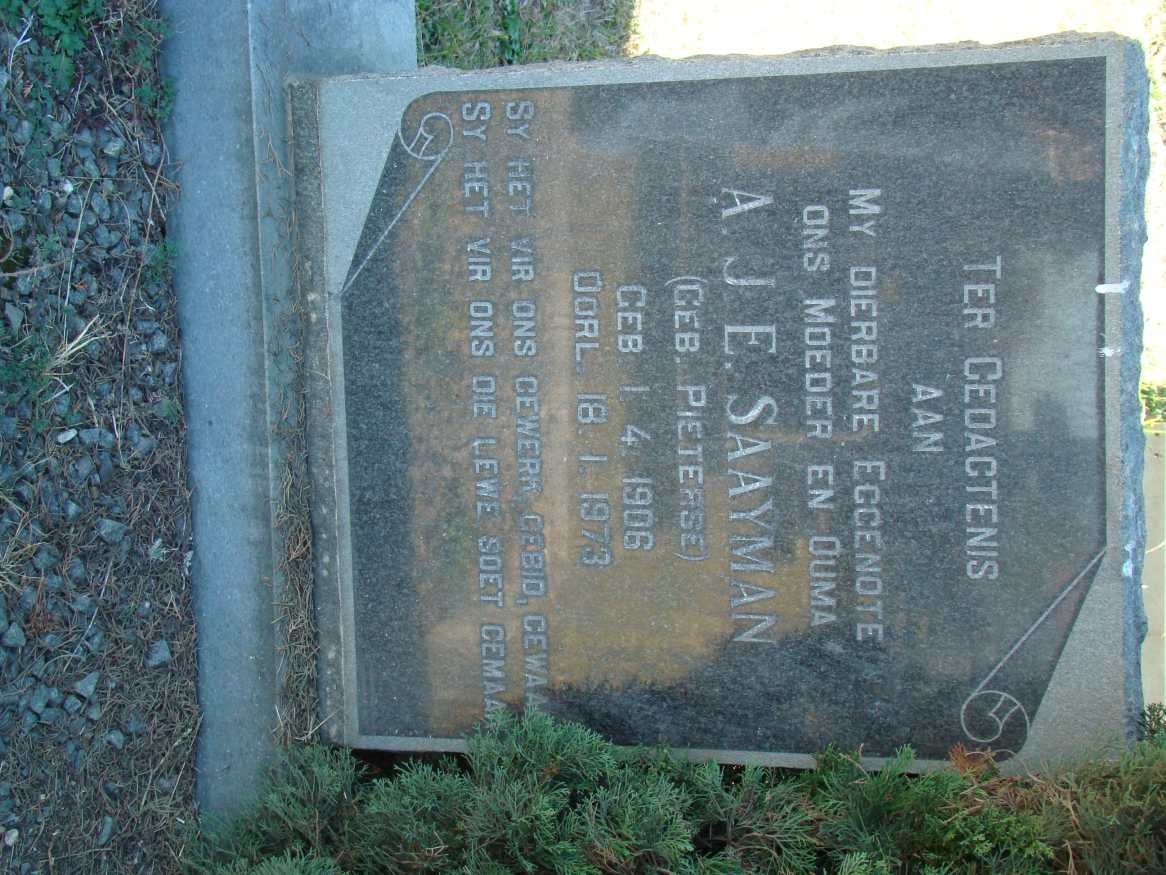 TER GEDAGTENIS
AAN
MY DIERBARE EGGENOTE
ONS MOEDER EN OUMA
A. J. E. SAAYMAN
(GEB. PIETERSE)
GEB 1. 4. 1906
OORL. 18. 1. 1973
SY HET VIR ONS GEWERK, GEBID,
SY HET VIR ONS DIE LEWE SOET